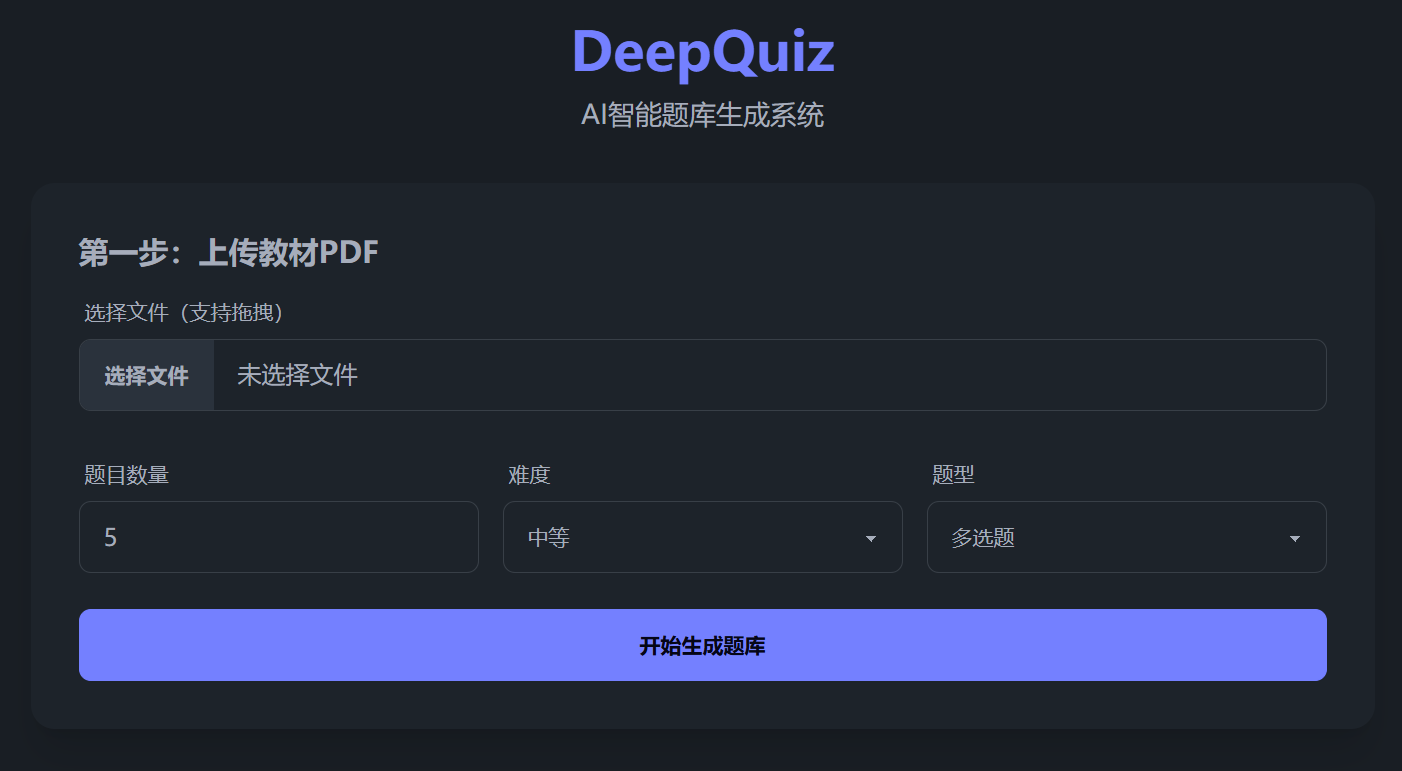 DeepQuiz
AI智能题库生成系统
第一步：上传教材PDF
选择文件（支持拖拽）
选择文件 未选择文件
题目数量 难度 题型
5 中等 多选题
开始生成题库